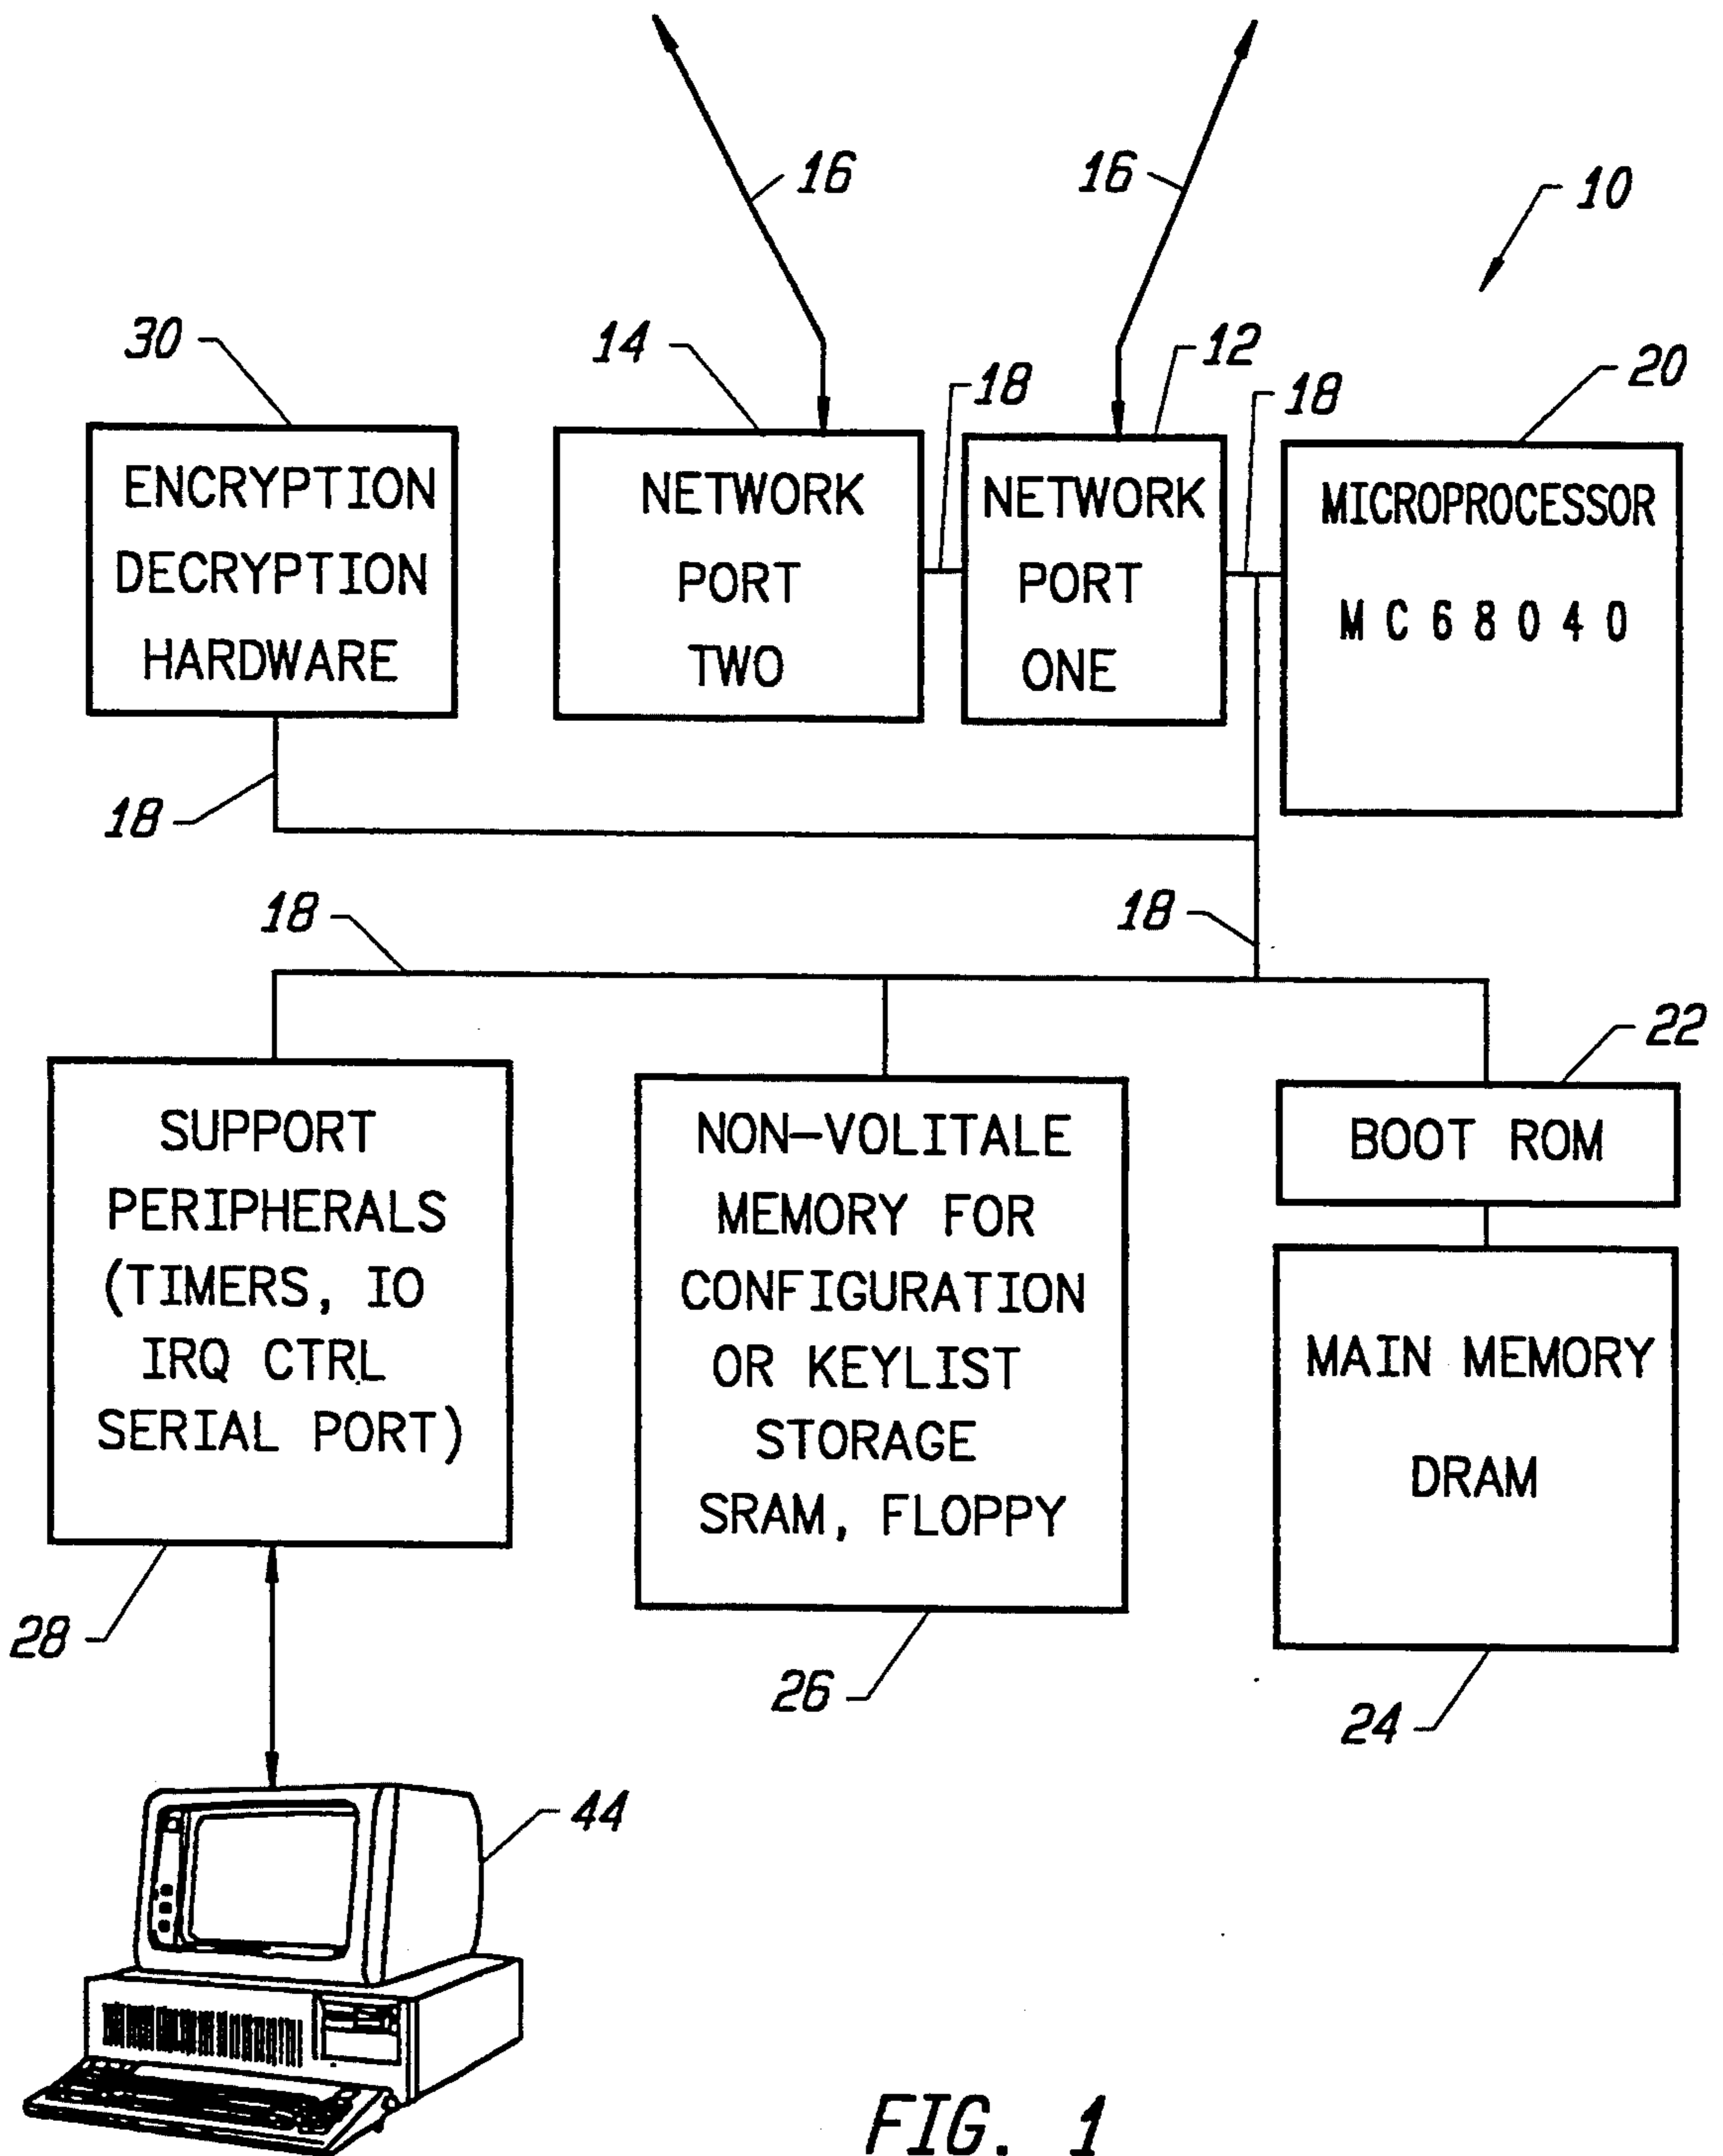 16
16
10
30
14
18
12
18
20
ENCRYPTION
DECRYPTION
HARDWARE
NETWORK
PORT
TWO
NETWORK
PORT
ONE
MICROPROCESSOR
MC68040
18
18
18
22
SUPPORT
PERIPHERALS
(TIMERS, IO
IRQ CTRL
SERIAL PORT)
NON-VOLITALE
MEMORY FOR
CONFIGURATION
OR KEYLIST
STORAGE
SRAM, FLOPPY
BOOT ROM
MAIN MEMORY
DRAM
28
26
24
44
FIG. 1